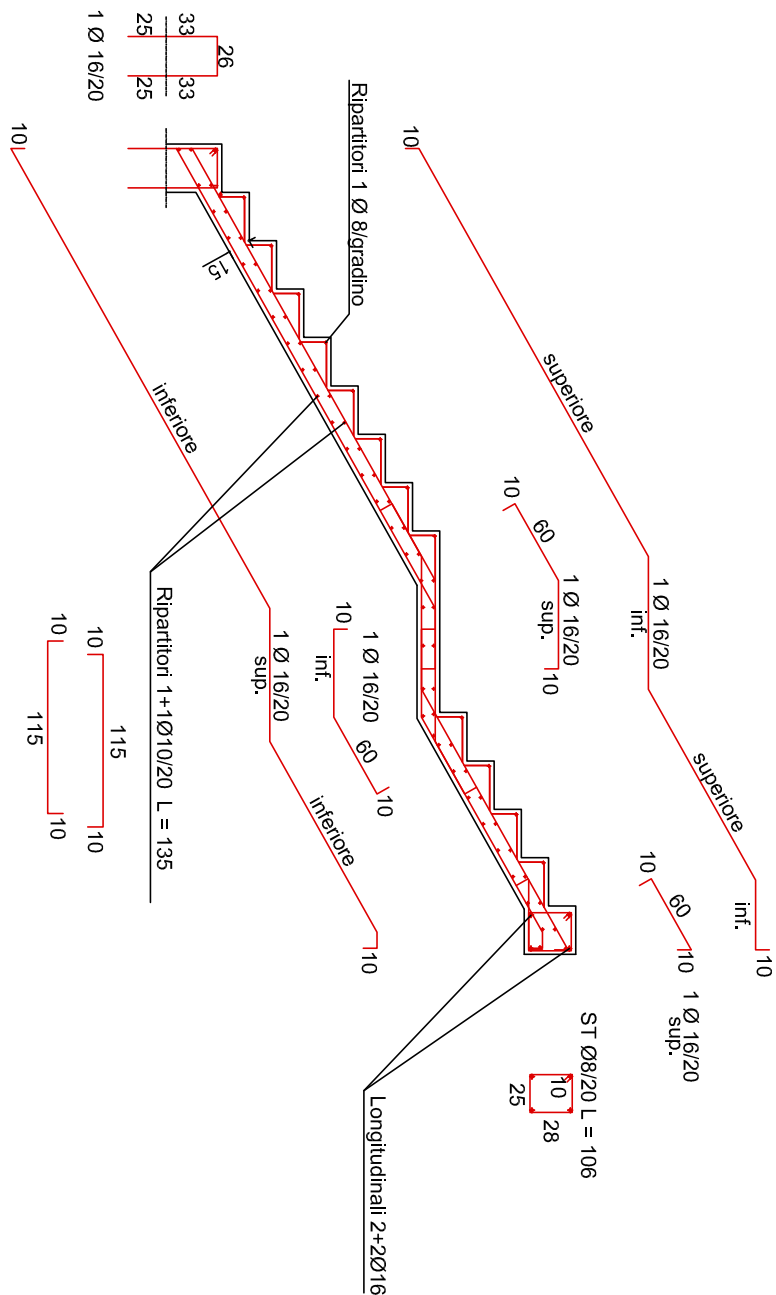 1 Ø 16/20
25
25
33
33
26
Ripartitori 1 Ø 8/gradino
15
10
superiore
1 Ø 16/20
inf.
superiore
inf.
10
10
60
1 Ø 16/20
sup.
10
10
60
10
1 Ø 16/20
sup.
10
inferiore
1 Ø 16/20
sup.
inferiore
10
10
1 Ø 16/20
inf.
60
10
Ripartitori 1+1Ø10/20 L = 135
10
115
10
10
115
10
ST Ø8/20 L = 106
10
25
28
Longitudinali 2+2Ø16